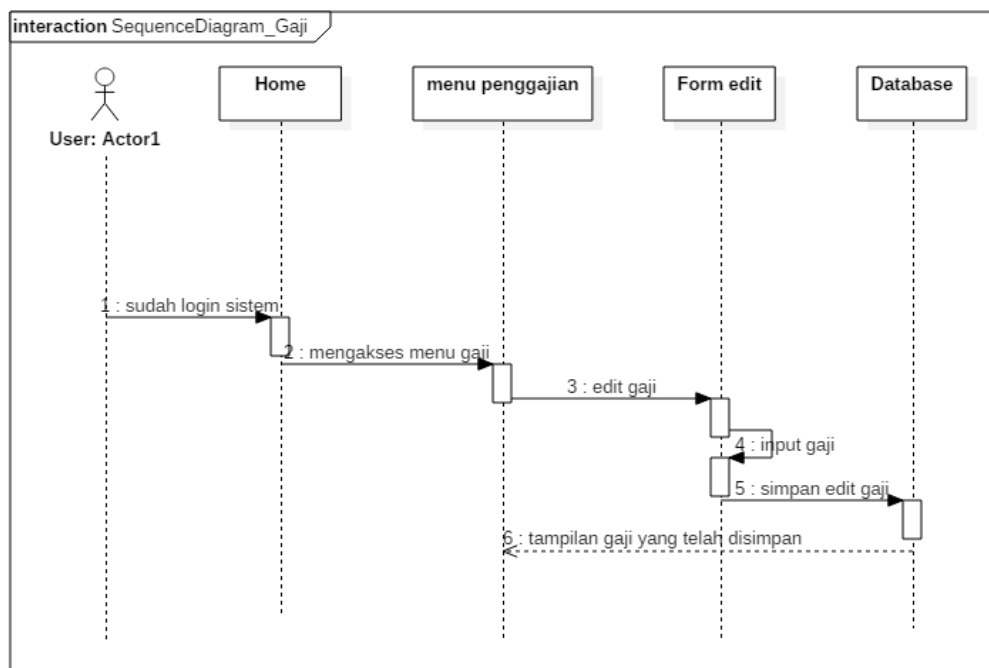 interaction SequenceDiagram_Gaji
Home
menu penggajian
Form edit
Database
User: Actor1
1 : sudah login sistem
2 : mengakses menu gaji
3 : edit gaji
4 : input gaji
5 : simpan edit gaji
6 : tampilan gaji yang telah disimpan